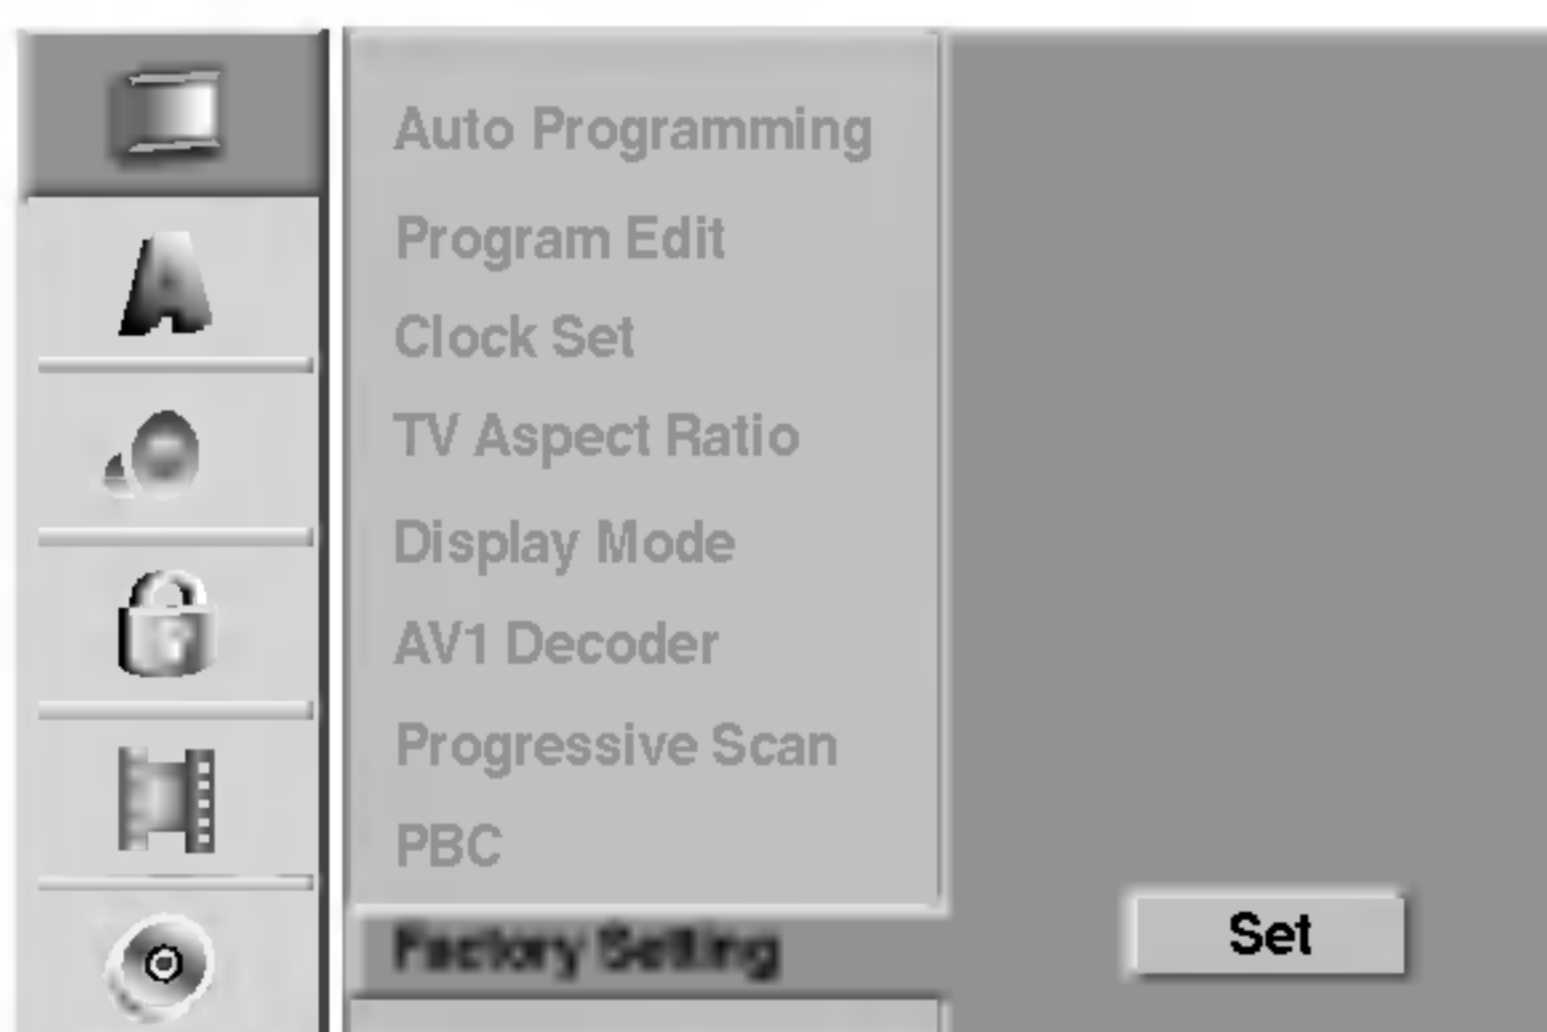 Auto Programming
Program Edit
Clock Set
TV Aspect Ratio
Display Mode
AV1 Decoder
Progressive Scan
PBC
Factory Setting
Set